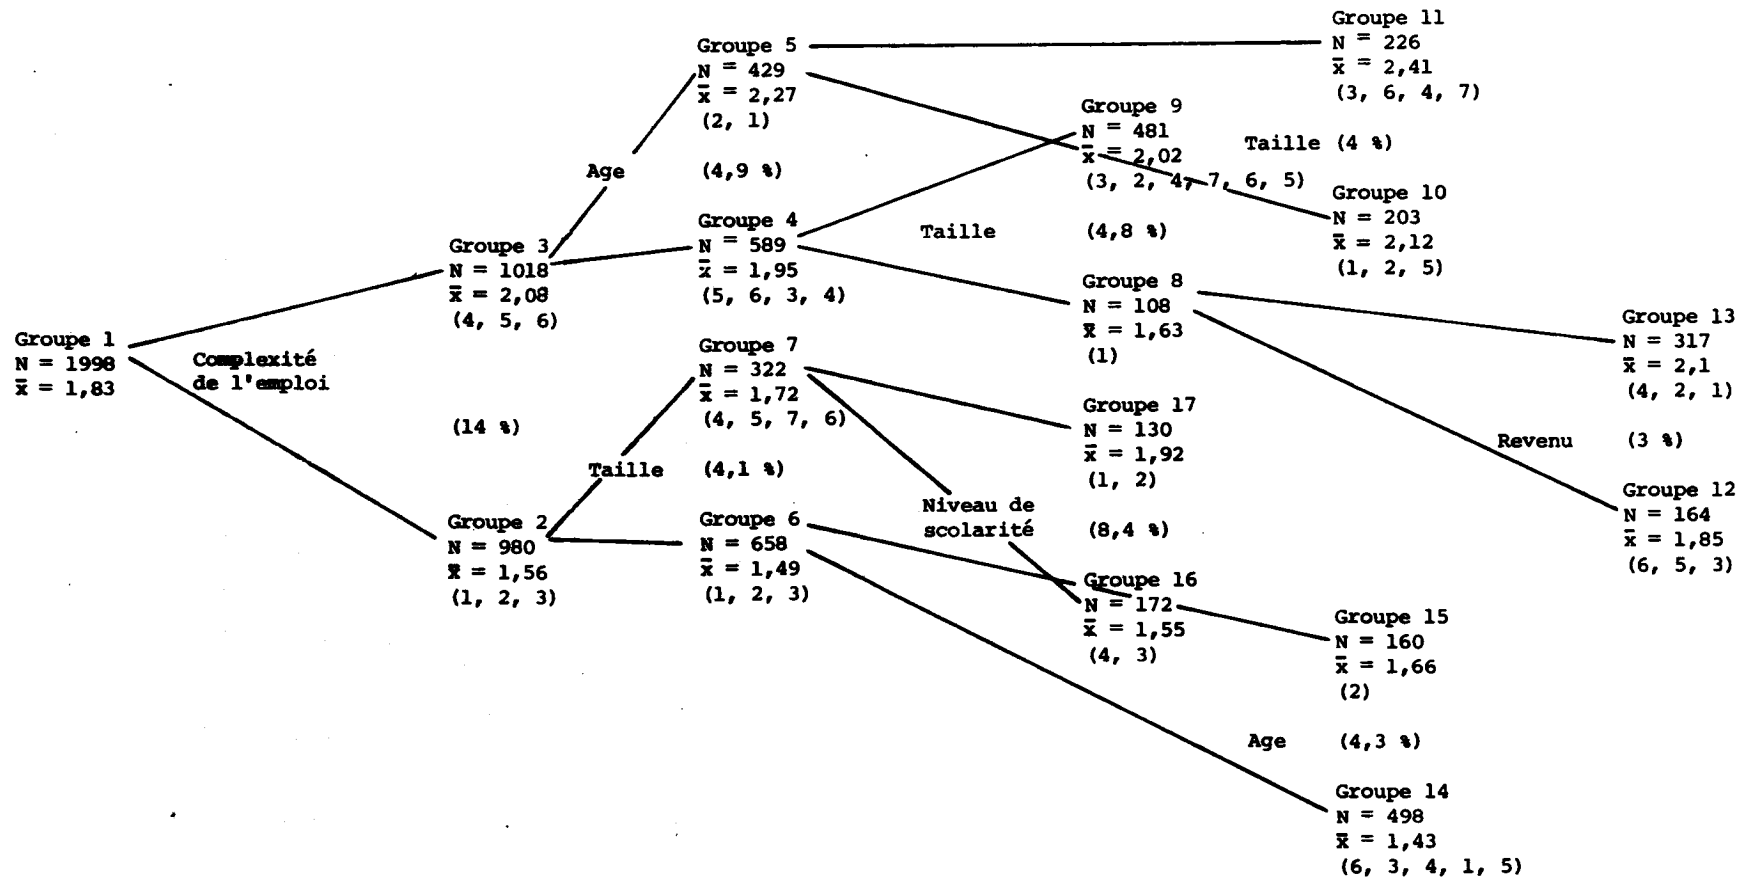 Groupe 1
N = 1998
x̄ = 1,83
Complexité
de l'emploi
(14 %)
Groupe 3
N = 1018
x̄ = 2,08
(4, 5, 6)
Groupe 2
N = 980
x̄ = 1,56
(1, 2, 3)
Age
(4,9 %)
Groupe 5
N = 429
x̄ = 2,27
(2, 1)
Groupe 4
N = 589
x̄ = 1,95
(5, 6, 3, 4)
Taille
(4,1 %)
Groupe 7
N = 322
x̄ = 1,72
(4, 5, 7, 6)
Groupe 6
N = 658
x̄ = 1,49
(1, 2, 3)
Taille
(4,8 %)
Groupe 9
N = 481
x̄ = 2,02
(3, 2, 4, 7, 6, 5)
Groupe 8
N = 108
x̄ = 1,63
(1)
Niveau de
scolarité
(8,4 %)
Groupe 17
N = 130
x̄ = 1,92
(1, 2)
Groupe 16
N = 172
x̄ = 1,55
(4, 3)
Taille (4 %)
Groupe 11
N = 226
x̄ = 2,41
(3, 6, 4, 7)
Groupe 10
N = 203
x̄ = 2,12
(1, 2, 5)
Age
(4,3 %)
Groupe 15
N = 160
x̄ = 1,66
(2)
Groupe 14
N = 498
x̄ = 1,43
(6, 3, 4, 1, 5)
Revenu
(3 %)
Groupe 13
N = 317
x̄ = 2,1
(4, 2, 1)
Groupe 12
N = 164
x̄ = 1,85
(6, 5, 3)